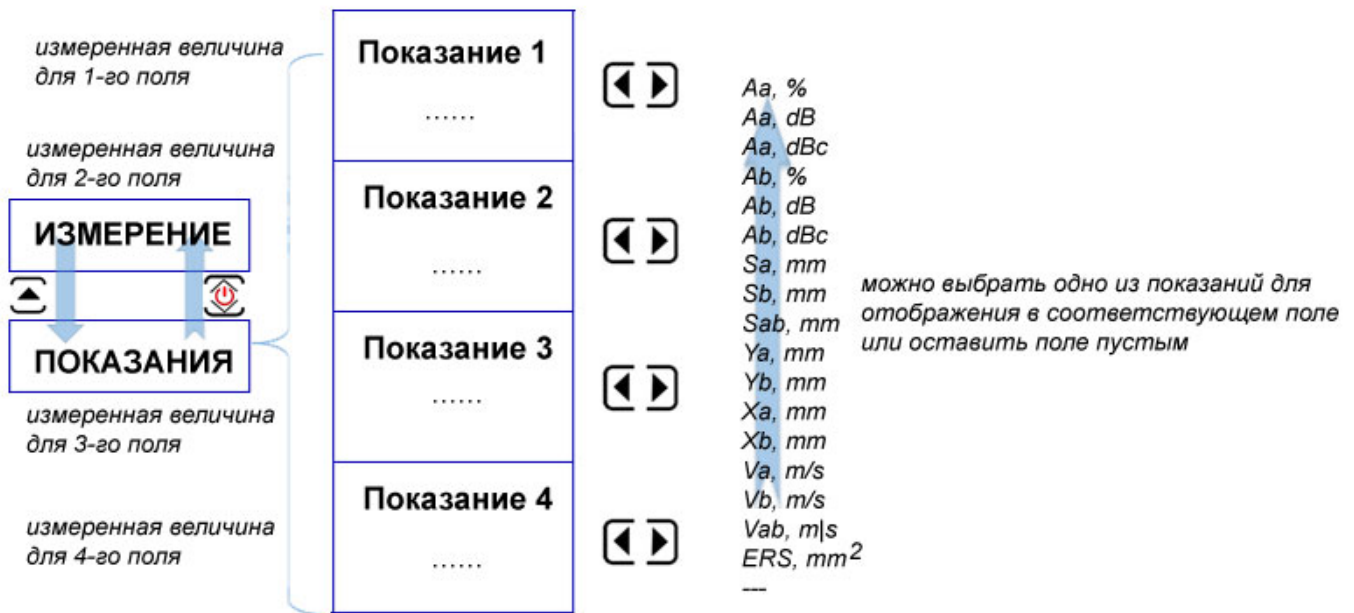 измеренная величина
для 1-го поля
измеренная величина
для 2-го поля
ИЗМЕРЕНИЕ
ПОКАЗАНИЯ
измеренная величина
для 3-го поля
измеренная величина
для 4-го поля
Показание 1
......
Показание 2
......
Показание 3
......
Показание 4
......
Aa, %
Aa, dB
Aa, dBc
Ab, %
Ab, dB
Ab, dBc
Sa, mm
Sb, mm
Sab, mm
Ya, mm
Yb, mm
Xa, mm
Xb, mm
Va, m/s
Vb, m/s
Vab, m|s
ERS, mm²
---
можно выбрать одно из показаний для
отображения в соответствующем поле
или оставить поле пустым